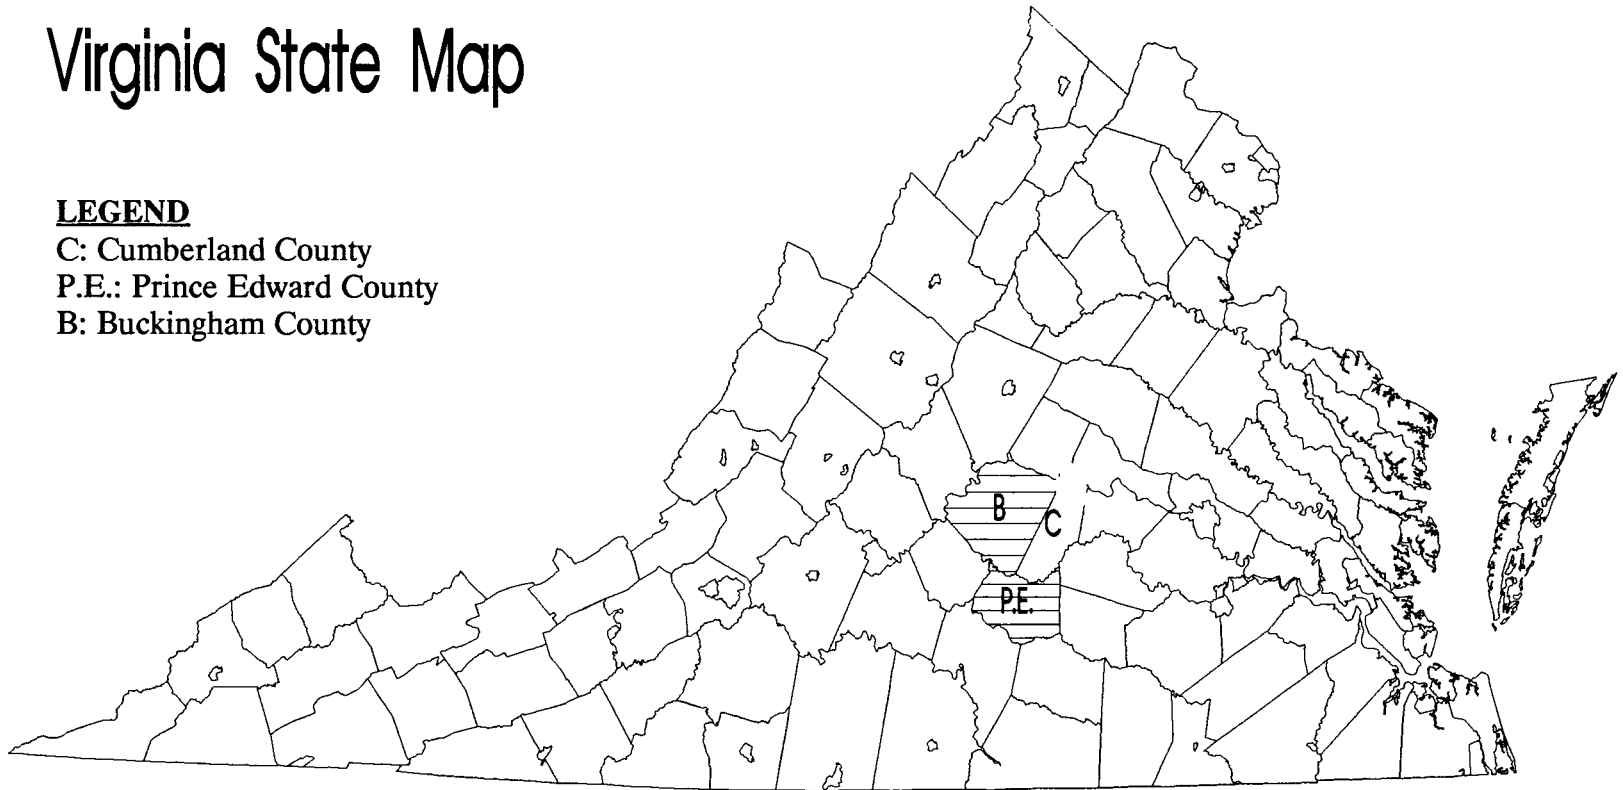 Virginia State Map
LEGEND
C: Cumberland County
P.E.: Prince Edward County
B: Buckingham County
B
C
P.E.